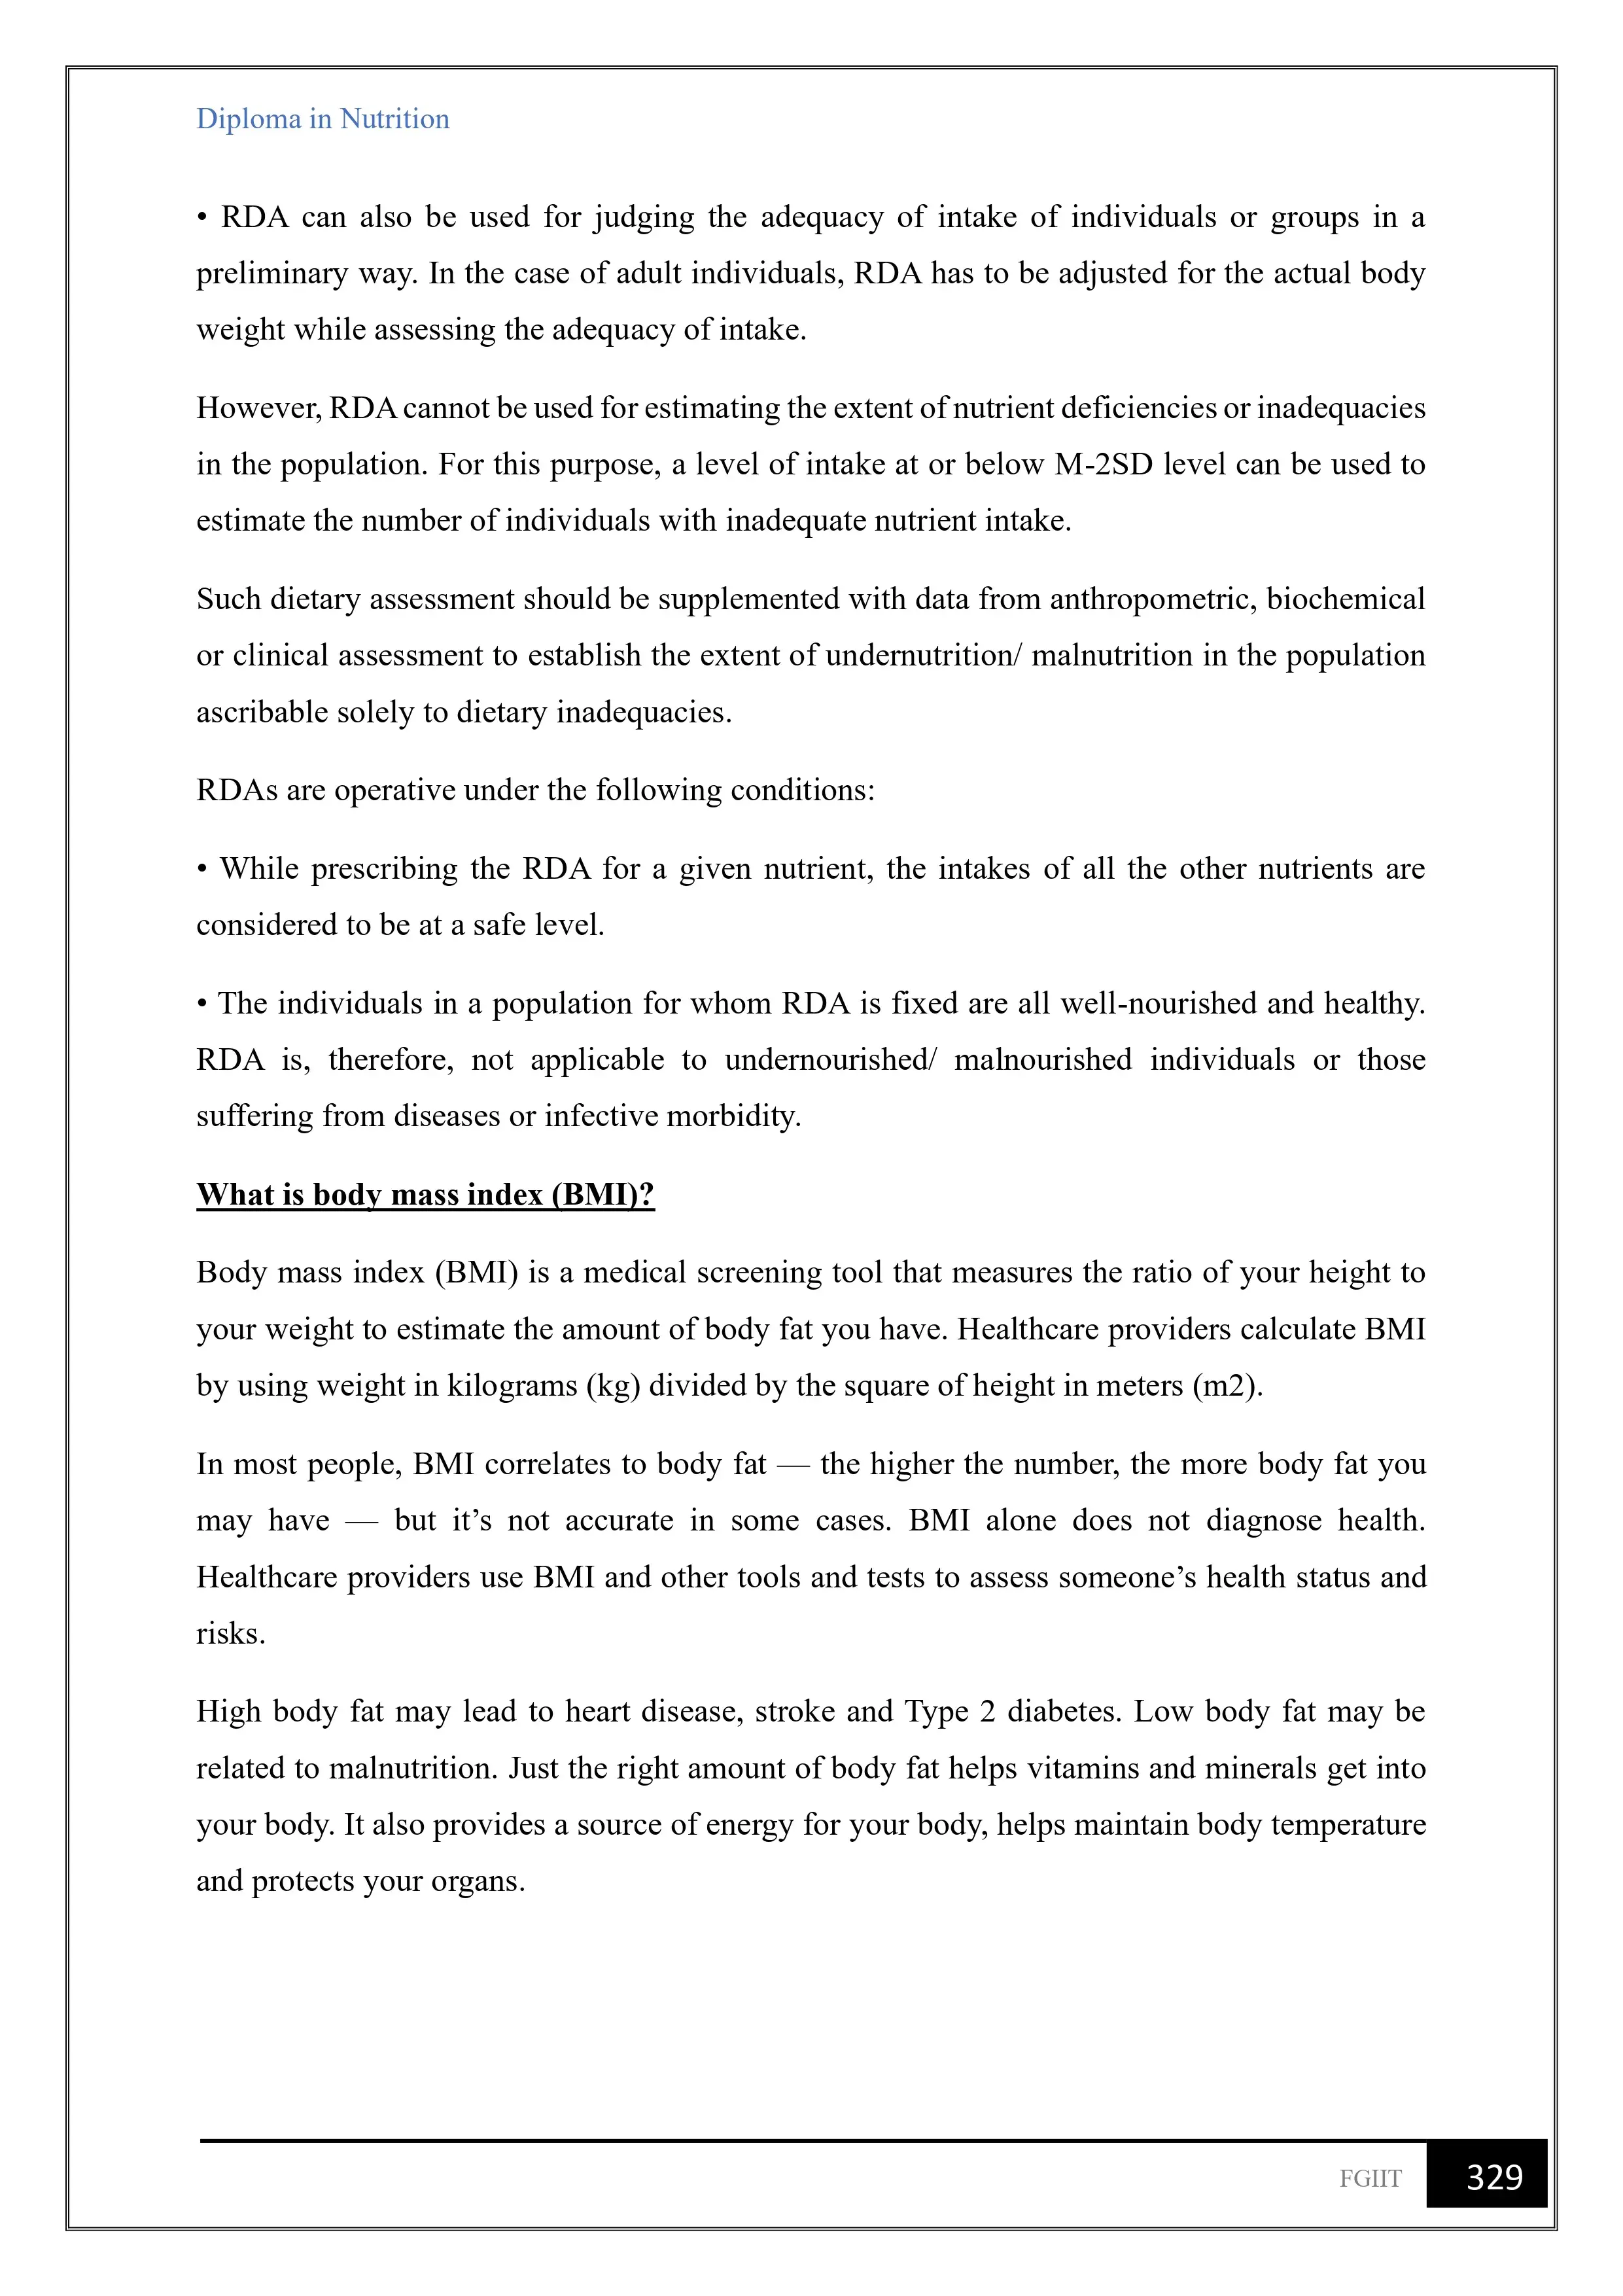 Diploma in Nutrition
• RDA can also be used for judging the adequacy of intake of individuals or groups in a
preliminary way. In the case of adult individuals, RDA has to be adjusted for the actual body
weight while assessing the adequacy of intake.
However, RDA cannot be used for estimating the extent of nutrient deficiencies or inadequacies
in the population. For this purpose, a level of intake at or below M-2SD level can be used to
estimate the number of individuals with inadequate nutrient intake.
Such dietary assessment should be supplemented with data from anthropometric, biochemical
or clinical assessment to establish the extent of undernutrition/ malnutrition in the population
ascribable solely to dietary inadequacies.
RDAs are operative under the following conditions:
• While prescribing the RDA for a given nutrient, the intakes of all the other nutrients are
considered to be at a safe level.
• The individuals in a population for whom RDA is fixed are all well-nourished and healthy.
RDA is, therefore, not applicable to undernourished/ malnourished individuals or those
suffering from diseases or infective morbidity.
What is body mass index (BMI)?
Body mass index (BMI) is a medical screening tool that measures the ratio of your height to
your weight to estimate the amount of body fat you have. Healthcare providers calculate BMI
by using weight in kilograms (kg) divided by the square of height in meters (m2).
In most people, BMI correlates to body fat — the higher the number, the more body fat you
may have — but it’s not accurate in some cases. BMI alone does not diagnose health.
Healthcare providers use BMI and other tools and tests to assess someone’s health status and
risks.
High body fat may lead to heart disease, stroke and Type 2 diabetes. Low body fat may be
related to malnutrition. Just the right amount of body fat helps vitamins and minerals get into
your body. It also provides a source of energy for your body, helps maintain body temperature
and protects your organs.
FGIIT 329